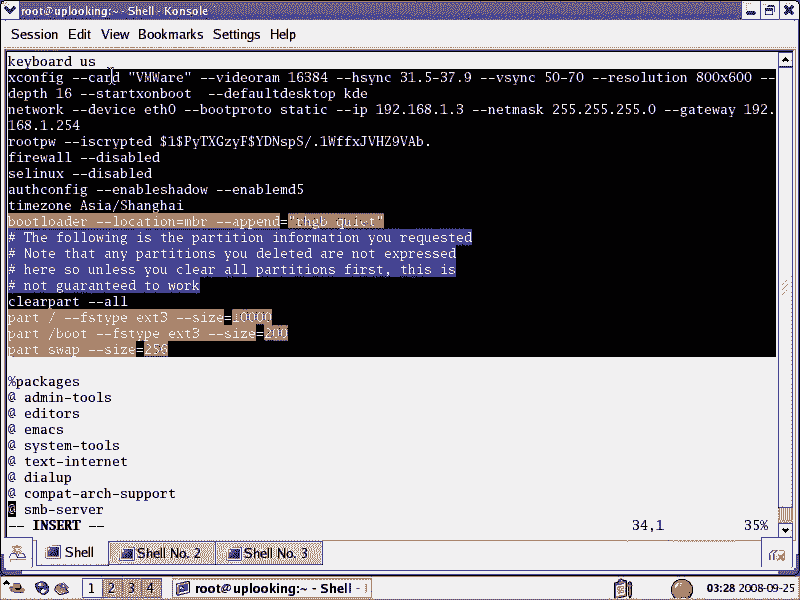 root@uplooking:~ - Shell - Konsole
Session Edit View Bookmarks Settings Help
keyboard us
xconfig --card "VMWare" --videoram 16384 --hsync 31.5-37.9 --vsync 50-70 --resolution 800x600 --
depth 16 --startxonboot --defaultdesktop kde
network --device eth0 --bootproto static --ip 192.168.1.3 --netmask 255.255.255.0 --gateway 192.
168.1.254
rootpw --iscrypted $1$PyTXGzyF$YDNspS/.1WffxJVHZ9VAb.
firewall --disabled
selinux --disabled
authconfig --enableshadow --enablemd5
timezone Asia/Shanghai
bootloader --location=mbr --append="rhgb quiet"
# The following is the partition information you requested
# Note that any partitions you deleted are not expressed
# here so unless you clear all partitions first, this is
# not guaranteed to work
clearpart --all
part / --fstype ext3 --size=10000
part /boot --fstype ext3 --size=200
part swap --size=256
%packages
@ admin-tools
@ editors
@ emacs
@ system-tools
@ text-internet
@ dialup
@ compat-arch-support
@ smb-server
-- INSERT -- 34,1 35%
Shell Shell No. 2 Shell No. 3
1 2 3 4 root@uplooking:~ - Shell - 03:28 2008-09-25